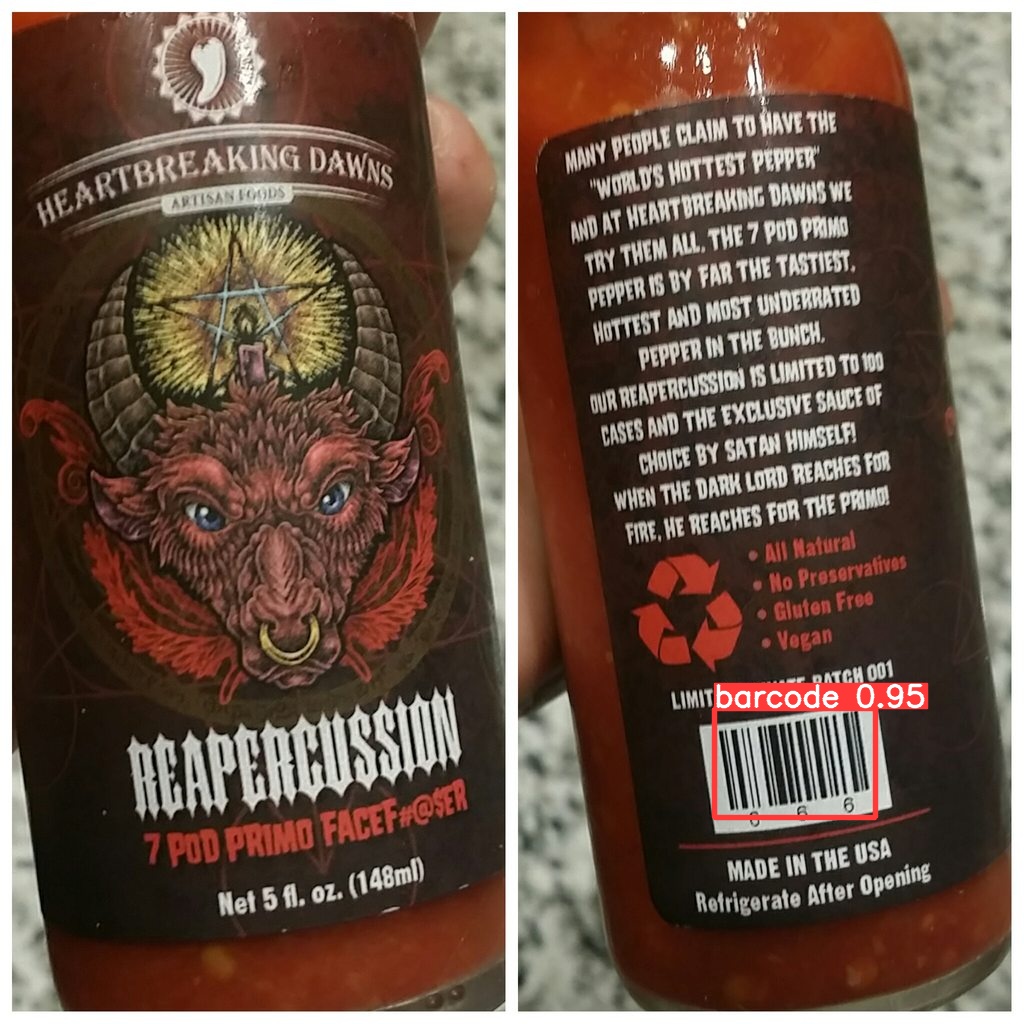 HEARTBREAKING DAWNS
ARTISAN FOODS
REAPERCUSSION
7 POD PRIMO FACEF#@$ER
Net 5 fl. oz. (148ml)
MANY PEOPLE CLAIM TO HAVE THE
"WORLD'S HOTTEST PEPPER"
AND AT HEARTBREAKING DAWNS WE
TRY THEM ALL. THE 7 POD PRIMO
PEPPER IS BY FAR THE TASTIEST,
HOTTEST AND MOST UNDERRATED
PEPPER IN THE BUNCH.
OUR REAPERCUSSION IS LIMITED TO 100
CASES AND THE EXCLUSIVE SAUCE OF
CHOICE BY SATAN HIMSELF!
WHEN THE DARK LORD REACHES FOR
FIRE, HE REACHES FOR THE PRIMO!
• All Natural
• No Preservatives
• Gluten Free
• Vegan
BATCH 001
barcode 0.95
6 6 6
MADE IN THE USA
Refrigerate After Opening